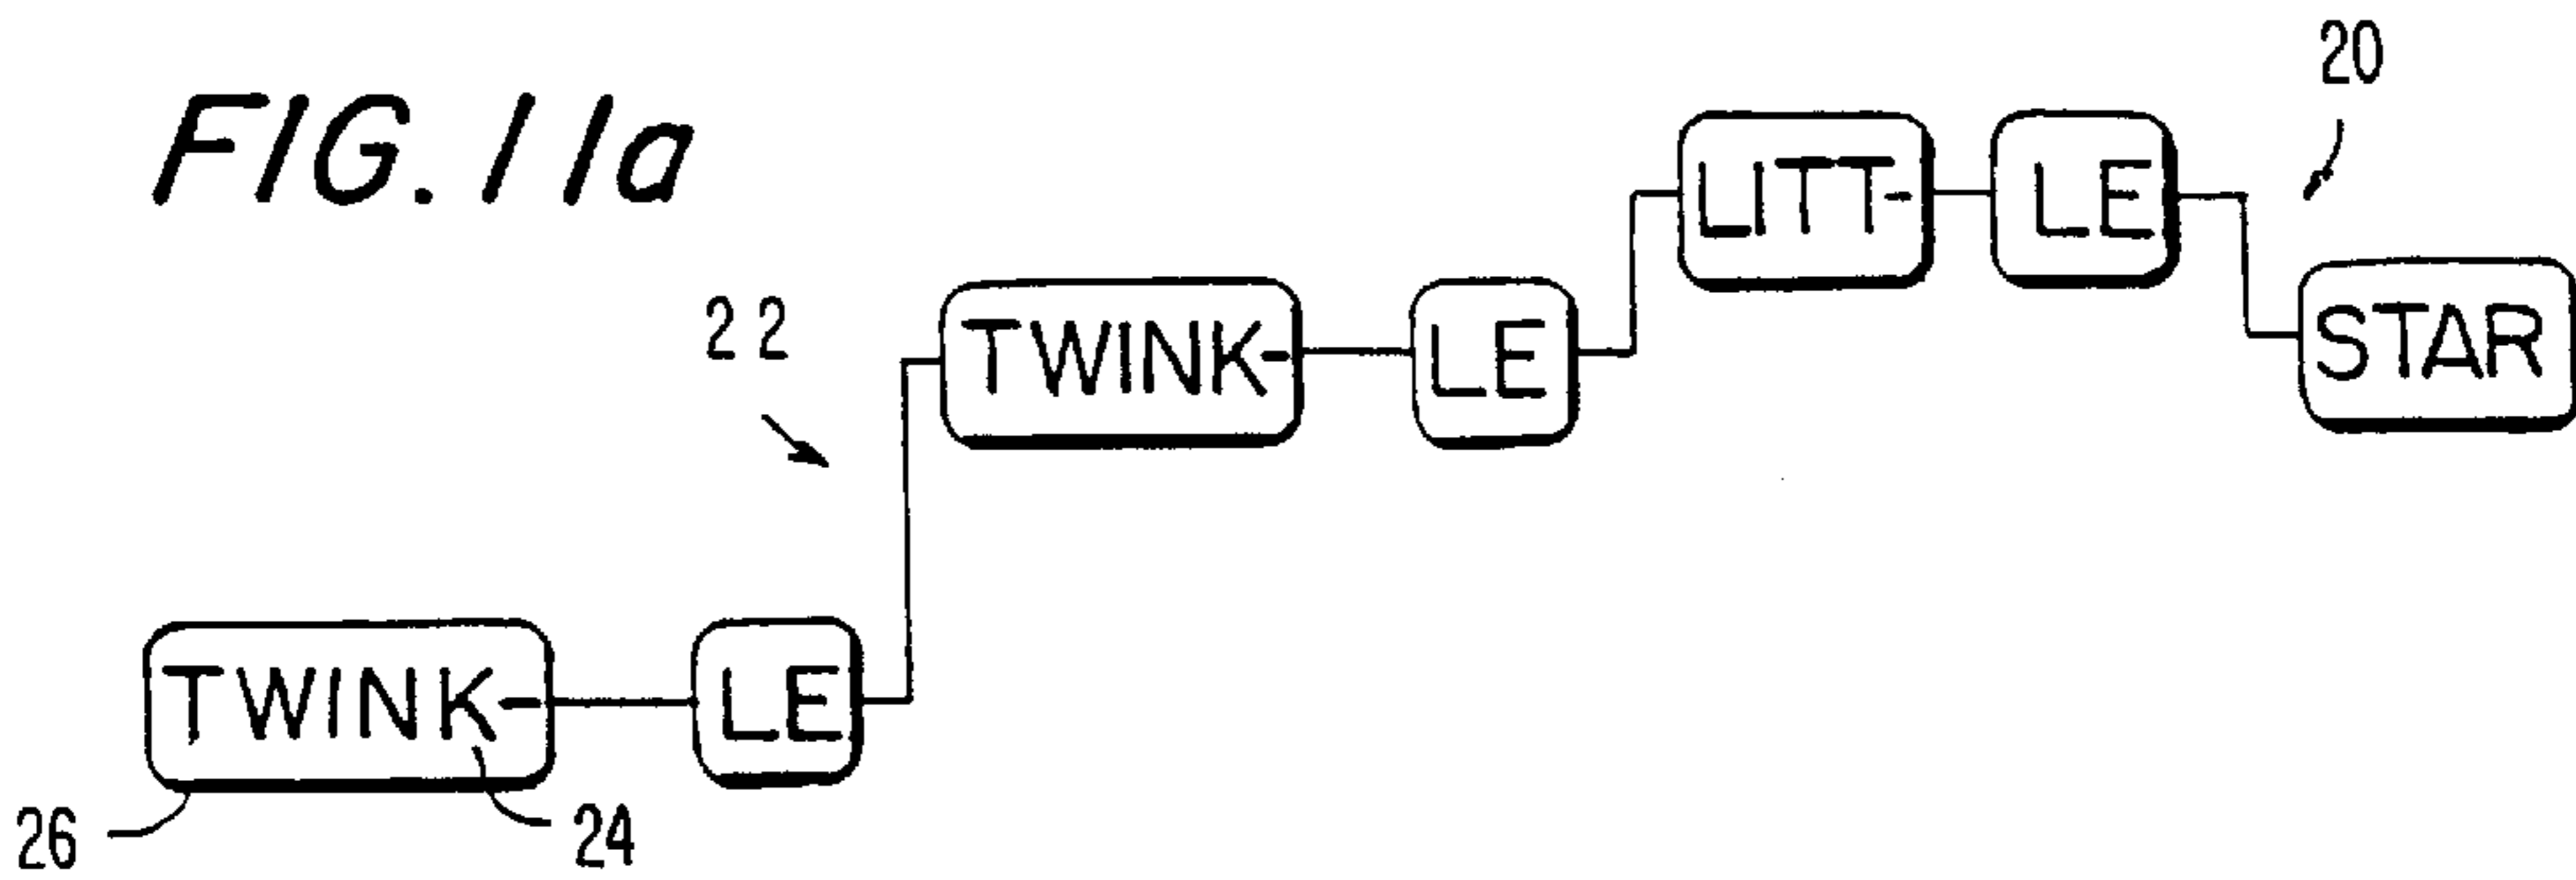 FIG. 11a
20
LITT- LE
STAR
22
TWINK- LE
TWINK- LE
26
24